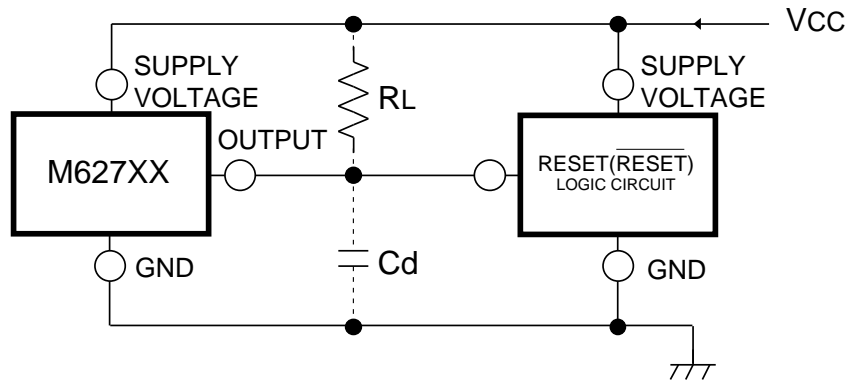 VCC
SUPPLY
VOLTAGE
RL
SUPPLY
VOLTAGE
OUTPUT
M627XX
RESET(RESET)
LOGIC CIRCUIT
GND
Cd
GND